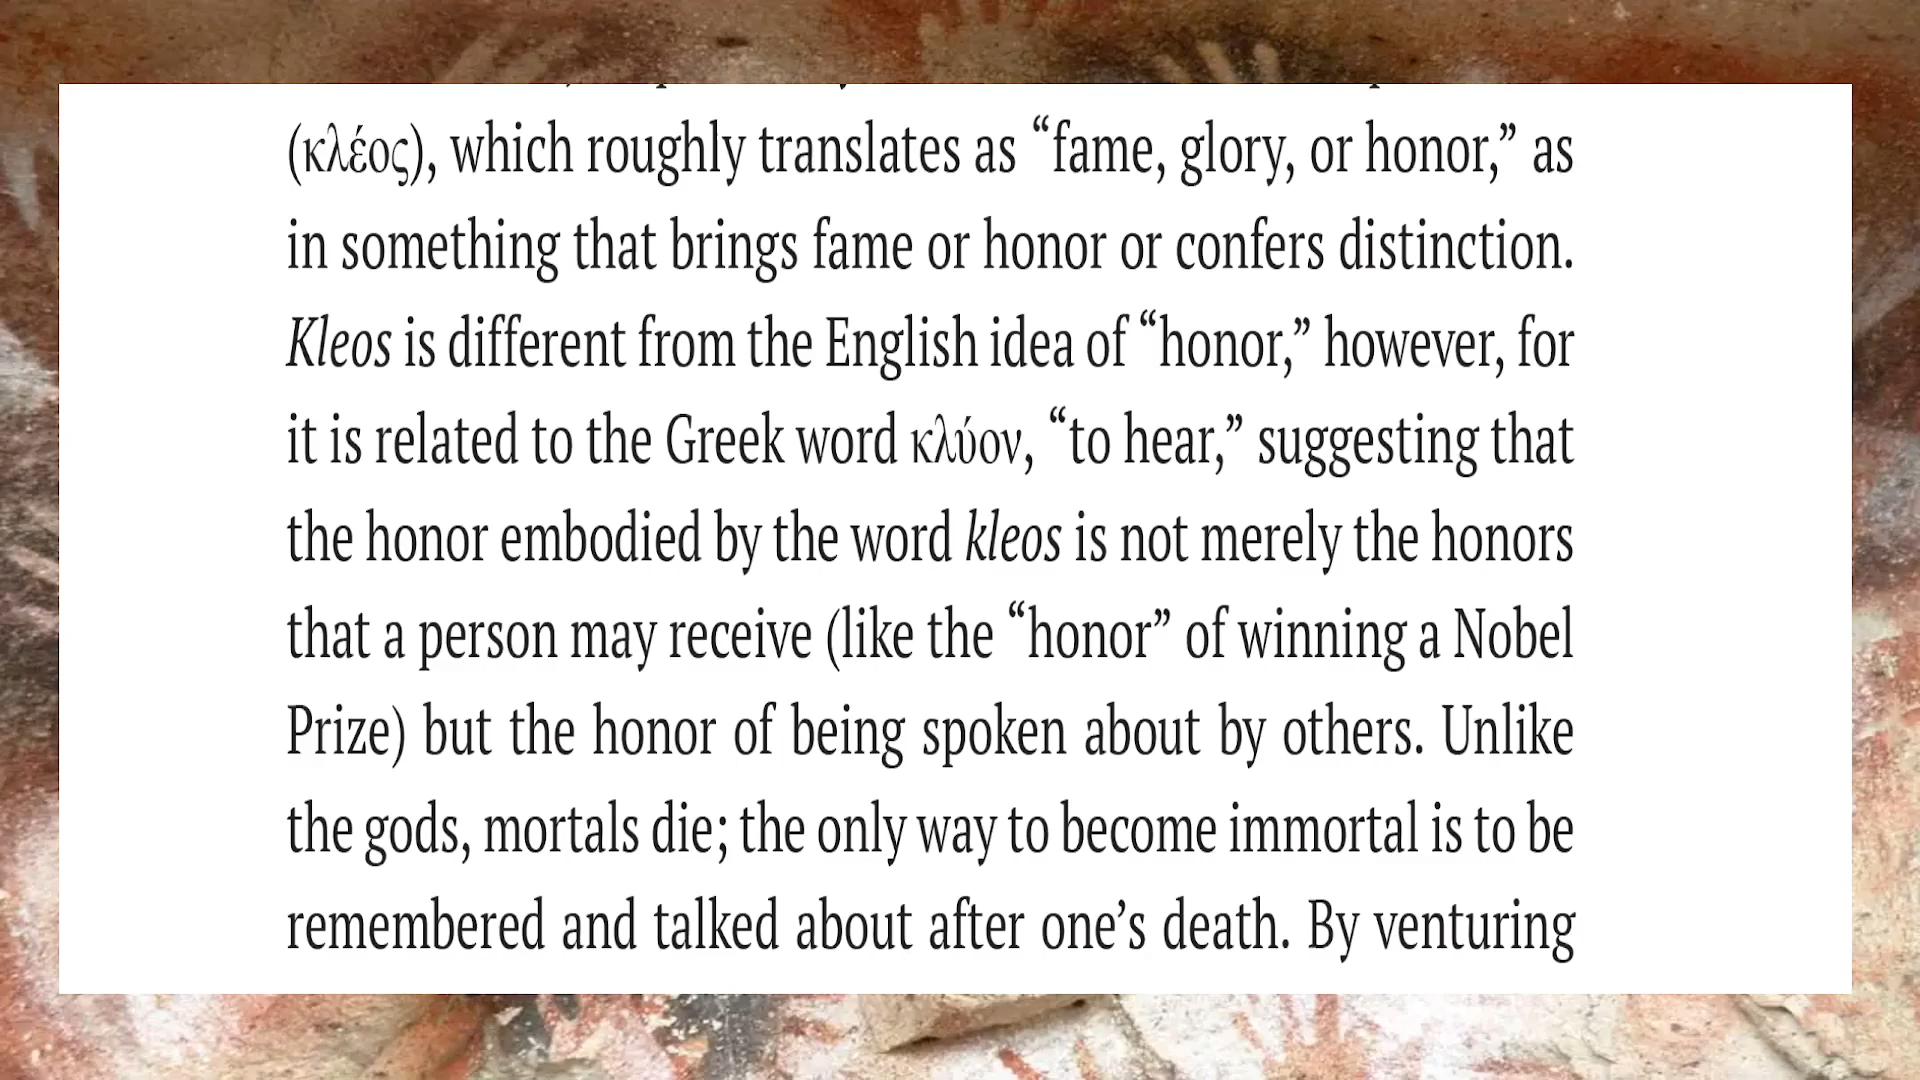 (κλέος), which roughly translates as “fame, glory, or honor,” as
in something that brings fame or honor or confers distinction.
Kleos is different from the English idea of “honor,” however, for
it is related to the Greek word κλύον, “to hear,” suggesting that
the honor embodied by the word kleos is not merely the honors
that a person may receive (like the “honor” of winning a Nobel
Prize) but the honor of being spoken about by others. Unlike
the gods, mortals die; the only way to become immortal is to be
remembered and talked about after one’s death. By venturing